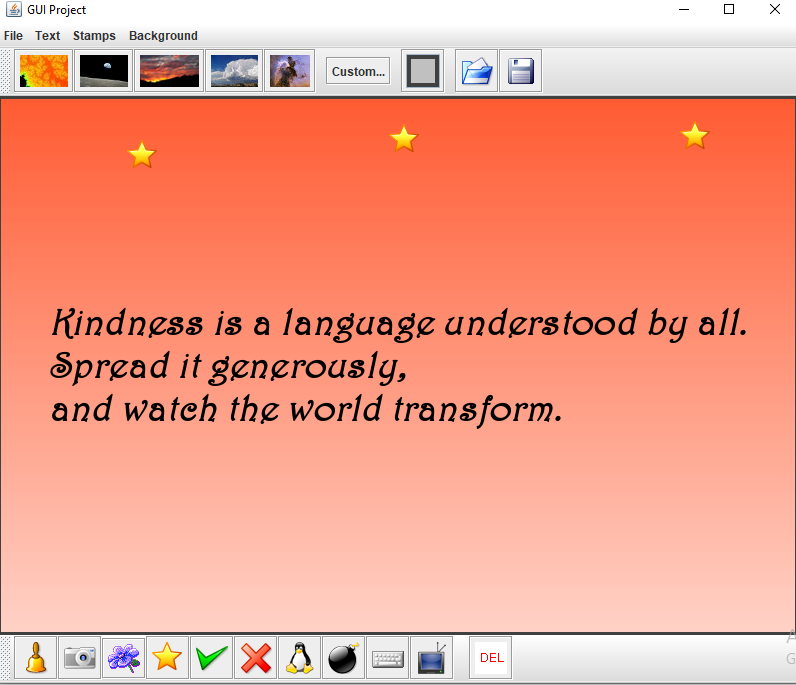 GUI Project
File Text Stamps Background
Custom...
Kindness is a language understood by all.
Spread it generously,
and watch the world transform.
DEL